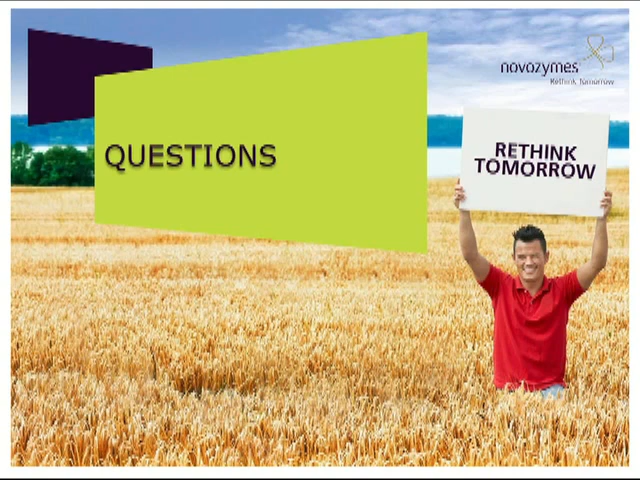 novozymes
Rethink Tomorrow
QUESTIONS
RETHINK
TOMORROW